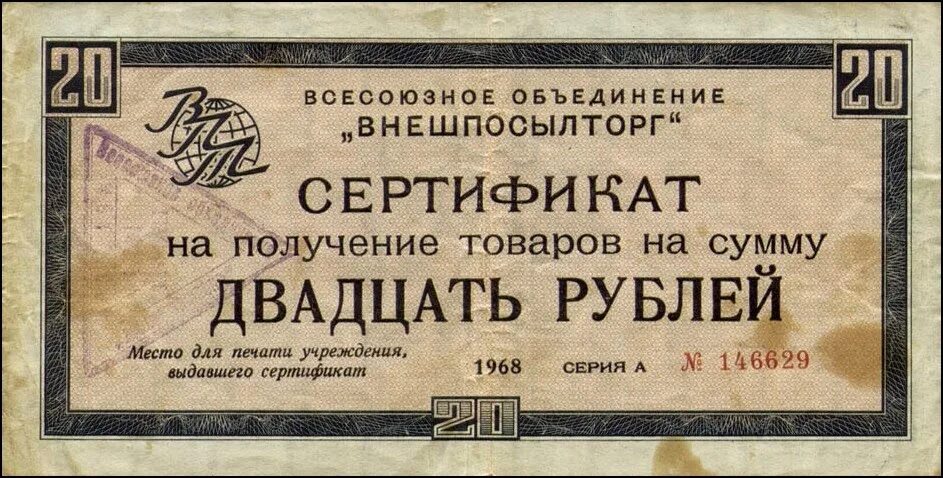 20 20
ВПТ
ВСЕСОЮЗНОЕ ОБЪЕДИНЕНИЕ
„ВНЕШПОСЫЛТОРГ“
СЕРТИФИКАТ
на получение товаров на сумму
ДВАДЦАТЬ РУБЛЕЙ
Место для печати учреждения,
выдавшего сертификат
1968 СЕРИЯ А № 146629
20